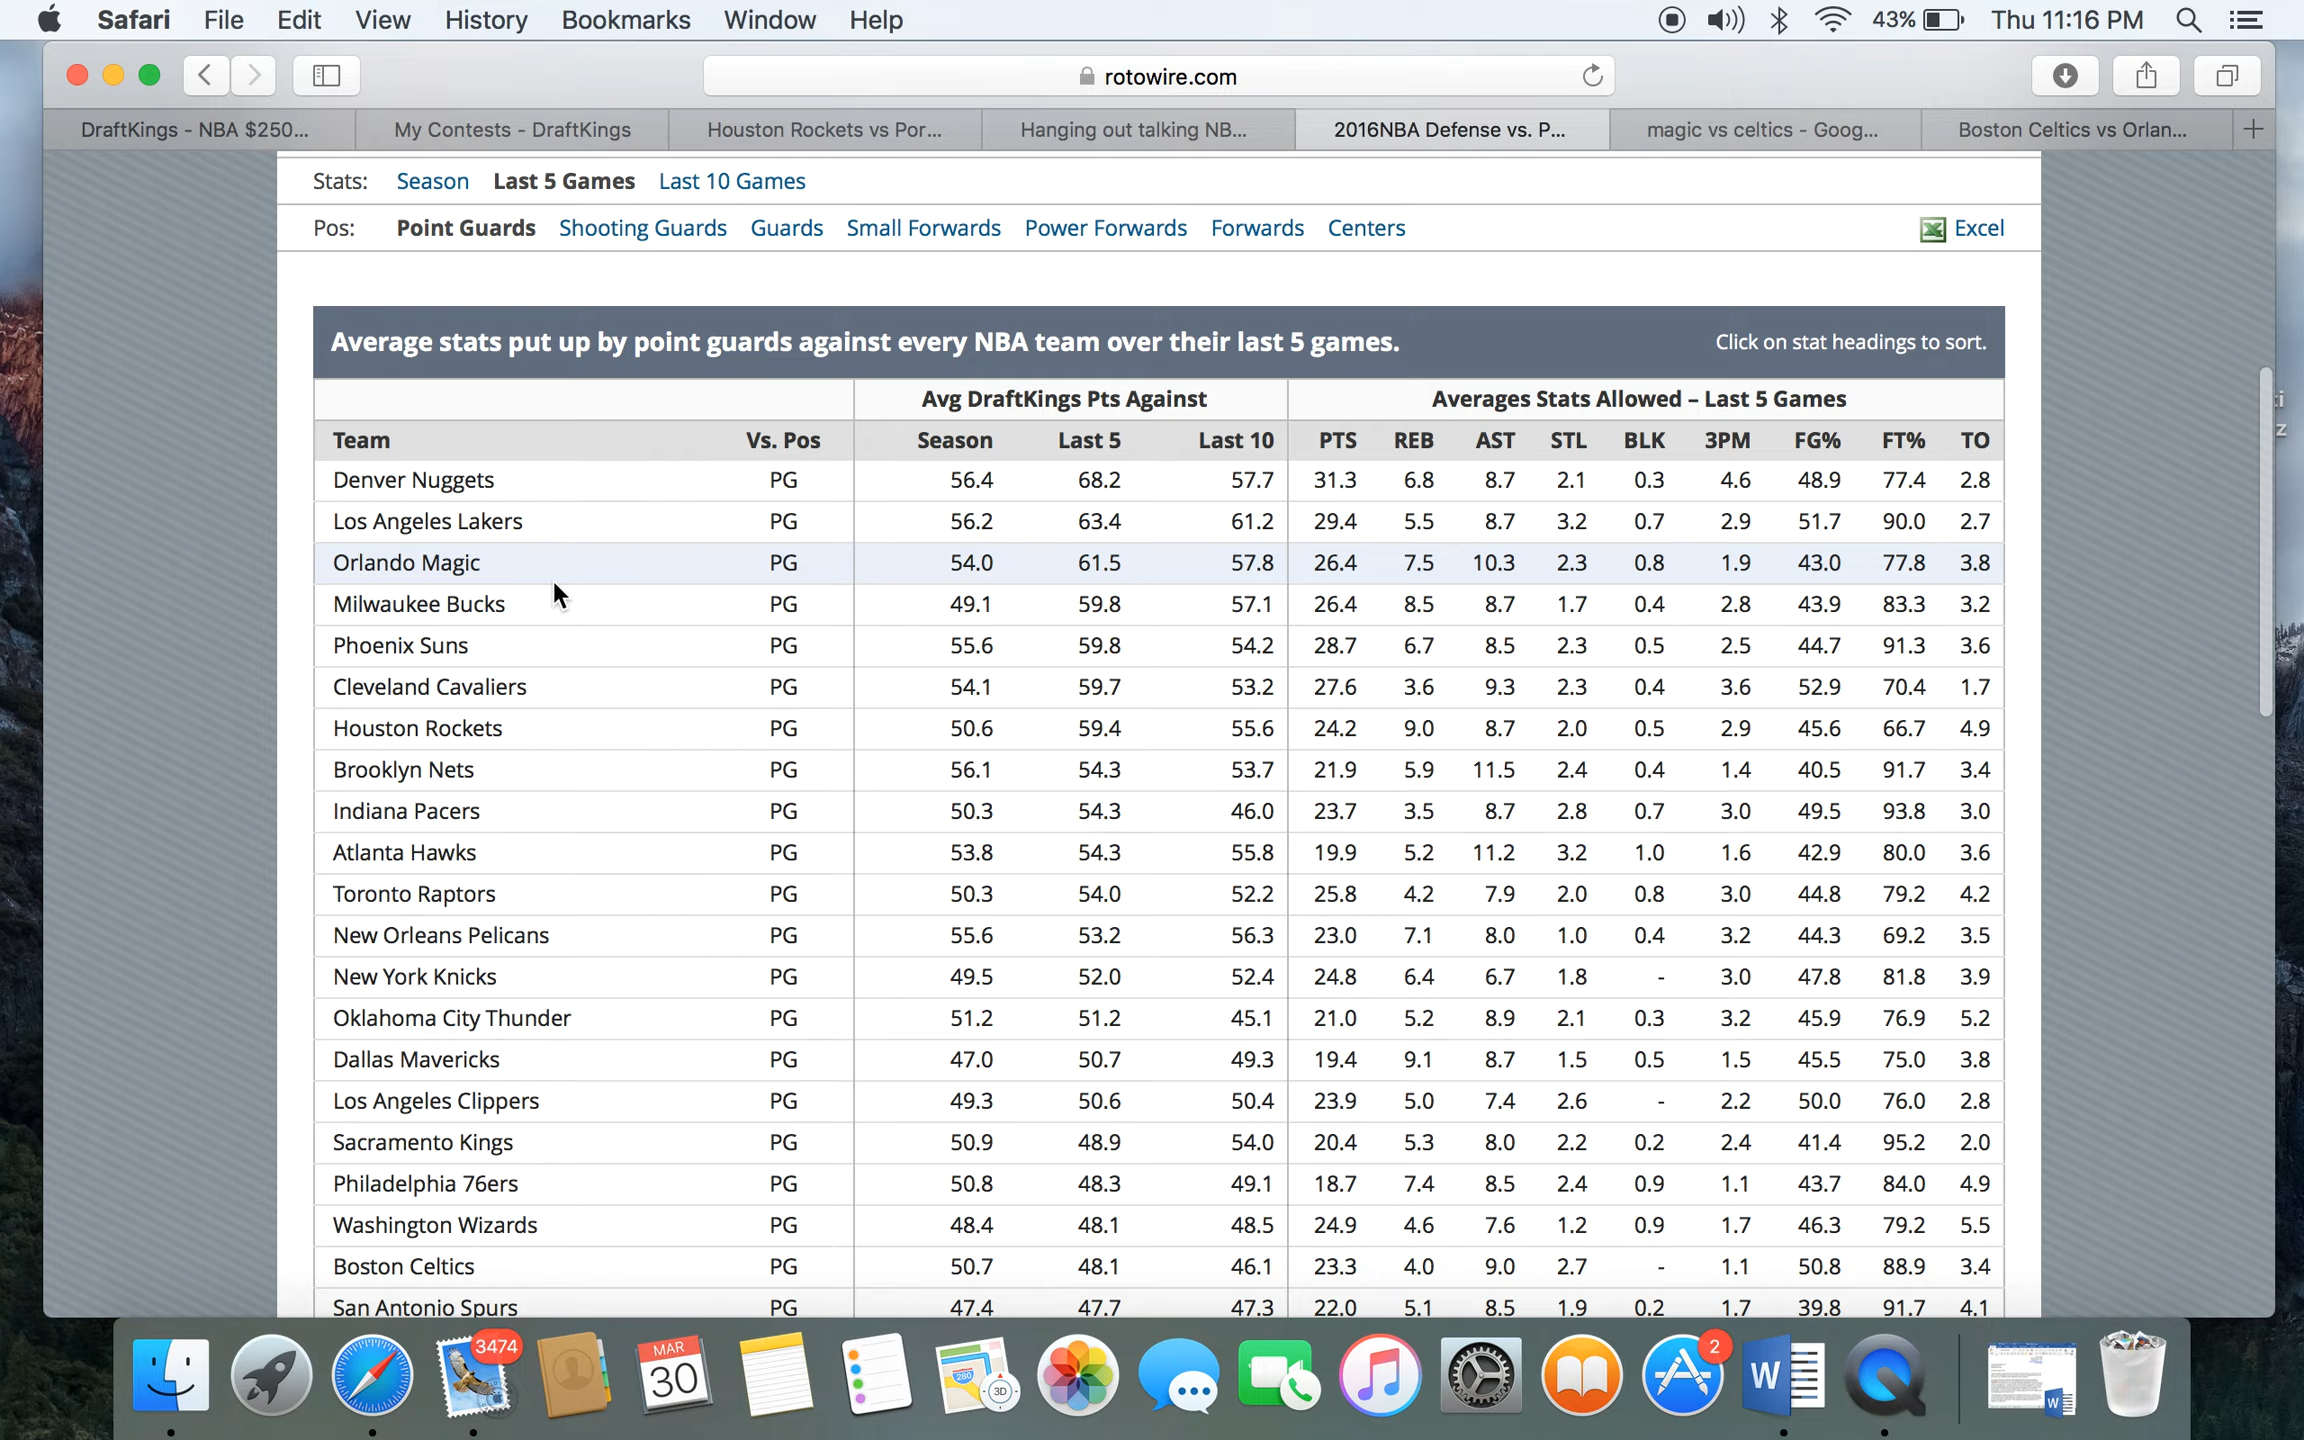 Safari File Edit View History Bookmarks Window Help 43% Thu 11:16 PM
rotowire.com
DraftKings - NBA $250... My Contests - DraftKings Houston Rockets vs Por... Hanging out talking NB... 2016NBA Defense vs. P... magic vs celtics - Goog... Boston Celtics vs Orlan...
Stats: Season Last 5 Games Last 10 Games
Pos: Point Guards Shooting Guards Guards Small Forwards Power Forwards Forwards Centers Excel
Average stats put up by point guards against every NBA team over their last 5 games. Click on stat headings to sort.
Avg DraftKings Pts Against Averages Stats Allowed – Last 5 Games
Team Vs. Pos Season Last 5 Last 10 PTS REB AST STL BLK 3PM FG% FT% TO
Denver Nuggets PG 56.4 68.2 57.7 31.3 6.8 8.7 2.1 0.3 4.6 48.9 77.4 2.8
Los Angeles Lakers PG 56.2 63.4 61.2 29.4 5.5 8.7 3.2 0.7 2.9 51.7 90.0 2.7
Orlando Magic PG 54.0 61.5 57.8 26.4 7.5 10.3 2.3 0.8 1.9 43.0 77.8 3.8
Milwaukee Bucks PG 49.1 59.8 57.1 26.4 8.5 8.7 1.7 0.4 2.8 43.9 83.3 3.2
Phoenix Suns PG 55.6 59.8 54.2 28.7 6.7 8.5 2.3 0.5 2.5 44.7 91.3 3.6
Cleveland Cavaliers PG 54.1 59.7 53.2 27.6 3.6 9.3 2.3 0.4 3.6 52.9 70.4 1.7
Houston Rockets PG 50.6 59.4 55.6 24.2 9.0 8.7 2.0 0.5 2.9 45.6 66.7 4.9
Brooklyn Nets PG 56.1 54.3 53.7 21.9 5.9 11.5 2.4 0.4 1.4 40.5 91.7 3.4
Indiana Pacers PG 50.3 54.3 46.0 23.7 3.5 8.7 2.8 0.7 3.0 49.5 93.8 3.0
Atlanta Hawks PG 53.8 54.3 55.8 19.9 5.2 11.2 3.2 1.0 1.6 42.9 80.0 3.6
Toronto Raptors PG 50.3 54.0 52.2 25.8 4.2 7.9 2.0 0.8 3.0 44.8 79.2 4.2
New Orleans Pelicans PG 55.6 53.2 56.3 23.0 7.1 8.0 1.0 0.4 3.2 44.3 69.2 3.5
New York Knicks PG 49.5 52.0 52.4 24.8 6.4 6.7 1.8 - 3.0 47.8 81.8 3.9
Oklahoma City Thunder PG 51.2 51.2 45.1 21.0 5.2 8.9 2.1 0.3 3.2 45.9 76.9 5.2
Dallas Mavericks PG 47.0 50.7 49.3 19.4 9.1 8.7 1.5 0.5 1.5 45.5 75.0 3.8
Los Angeles Clippers PG 49.3 50.6 50.4 23.9 5.0 7.4 2.6 - 2.2 50.0 76.0 2.8
Sacramento Kings PG 50.9 48.9 54.0 20.4 5.3 8.0 2.2 0.2 2.4 41.4 95.2 2.0
Philadelphia 76ers PG 50.8 48.3 49.1 18.7 7.4 8.5 2.4 0.9 1.1 43.7 84.0 4.9
Washington Wizards PG 48.4 48.1 48.5 24.9 4.6 7.6 1.2 0.9 1.7 46.3 79.2 5.5
Boston Celtics PG 50.7 48.1 46.1 23.3 4.0 9.0 2.7 - 1.1 50.8 88.9 3.4
San Antonio Spurs PG 47.4 47.7 47.3 22.0 5.1 8.5 1.9 0.2 1.7 39.8 91.7 4.1
3474 MAR 30 280 3D 2 W